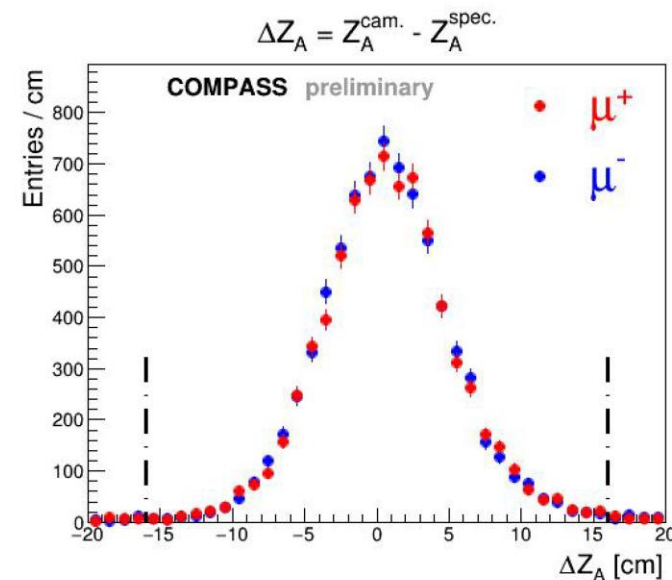 ΔZ_A = Z_A^cam. - Z_A^spec.
COMPASS preliminary
μ⁺
μ⁻
Entries / cm
800
700
600
500
400
300
200
100
0
−20 −15 −10 −5 0 5 10 15 20
ΔZ_A [cm]